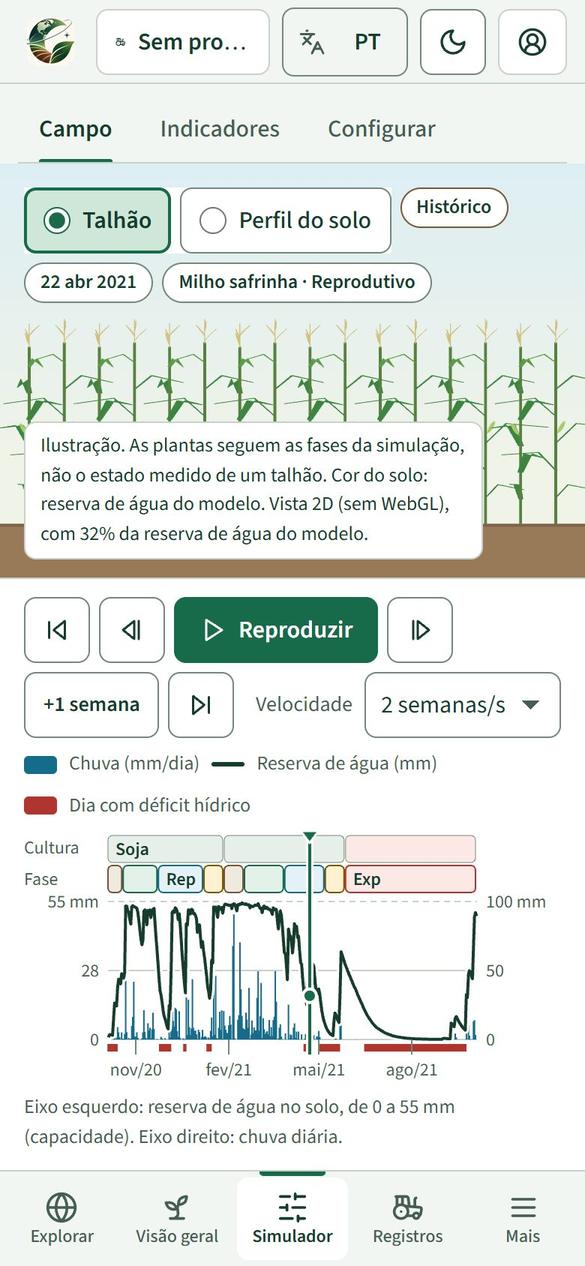 Sem pro...
PT
Campo
Indicadores
Configurar
Talhão
Perfil do solo
Histórico
22 abr 2021
Milho safrinha · Reprodutivo
Ilustração. As plantas seguem as fases da simulação,
não o estado medido de um talhão. Cor do solo:
reserva de água do modelo. Vista 2D (sem WebGL),
com 32% da reserva de água do modelo.
Reproduzir
+1 semana
Velocidade
2 semanas/s
Chuva (mm/dia)
Reserva de água (mm)
Dia com déficit hídrico
Cultura
Soja
Fase
Rep
Exp
55 mm
100 mm
28
50
0
0
nov/20
fev/21
mai/21
ago/21
Eixo esquerdo: reserva de água no solo, de 0 a 55 mm
(capacidade). Eixo direito: chuva diária.
Explorar
Visão geral
Simulador
Registros
Mais